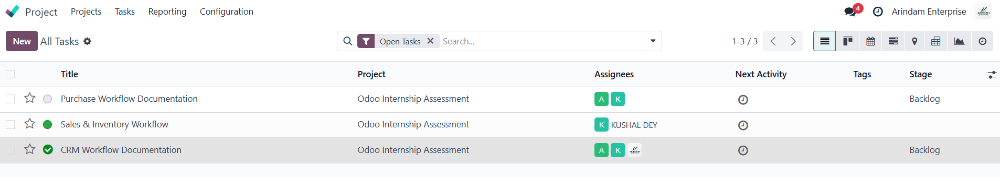 Project Projects Tasks Reporting Configuration 4 Arindam Enterprise
New All Tasks Open Tasks Search... 1-3 / 3
Title Project Assignees Next Activity Tags Stage
Purchase Workflow Documentation Odoo Internship Assessment A K Backlog
Sales & Inventory Workflow Odoo Internship Assessment K KUSHAL DEY
CRM Workflow Documentation Odoo Internship Assessment A K Backlog